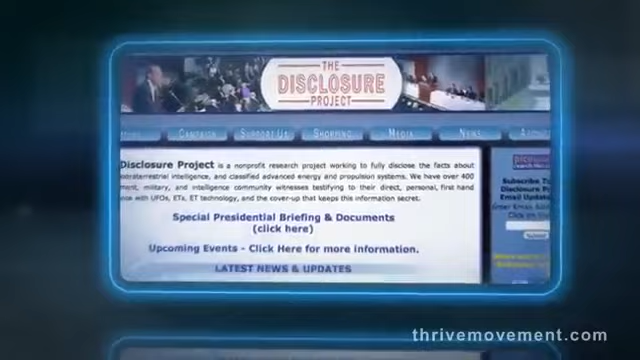 THE
DISCLOSURE
PROJECT
CAMPAIGN SUPPORT US SHOPPING MEDIA NEWS
Disclosure Project is a nonprofit research project working to fully disclose the facts about
intelligence, and classified advanced energy and propulsion systems. We have over 400
military, and intelligence community witnesses testifying to their direct, personal, first hand
with UFOs, ETs, ET technology, and the cover-up that keeps this information secret.
Special Presidential Briefing & Documents
(click here)
Upcoming Events - Click Here for more information.
LATEST NEWS & UPDATES
Subscribe To
Disclosure
Email
thrivemovement.com